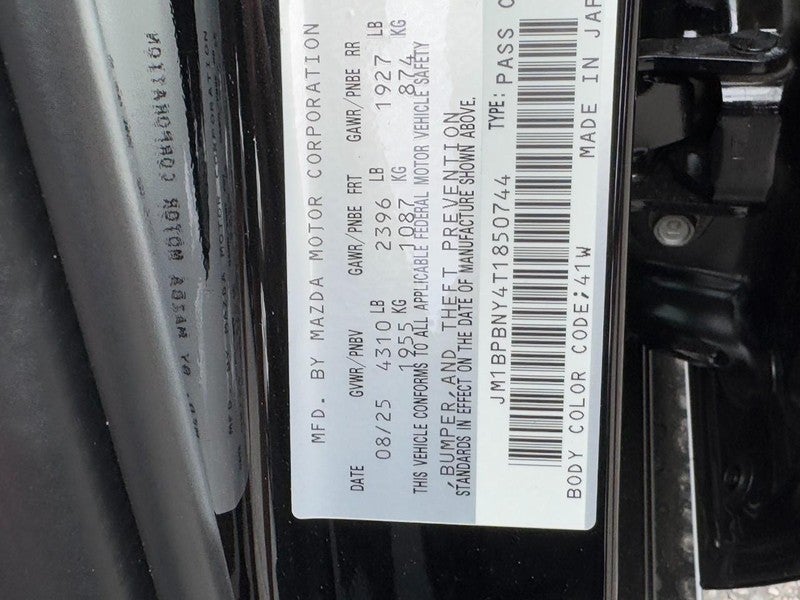 MFD. BY MAZDA MOTOR CORPORATION
DATE GVWR/PNBV GAWR/PNBE FRT GAWR/PNBE RR
08/25 4310 LB 2396 LB 1927 LB
1955 KG 1087 KG 874 KG
THIS VEHICLE CONFORMS TO ALL APPLICABLE FEDERAL MOTOR VEHICLE SAFETY
,BUMPER,AND THEFT PREVENTION
STANDARDS IN EFFECT ON THE DATE OF MANUFACTURE SHOWN ABOVE.
JM1BPBNY4T1850744 TYPE: PASS C
BODY COLOR CODE;41W MADE IN JAP